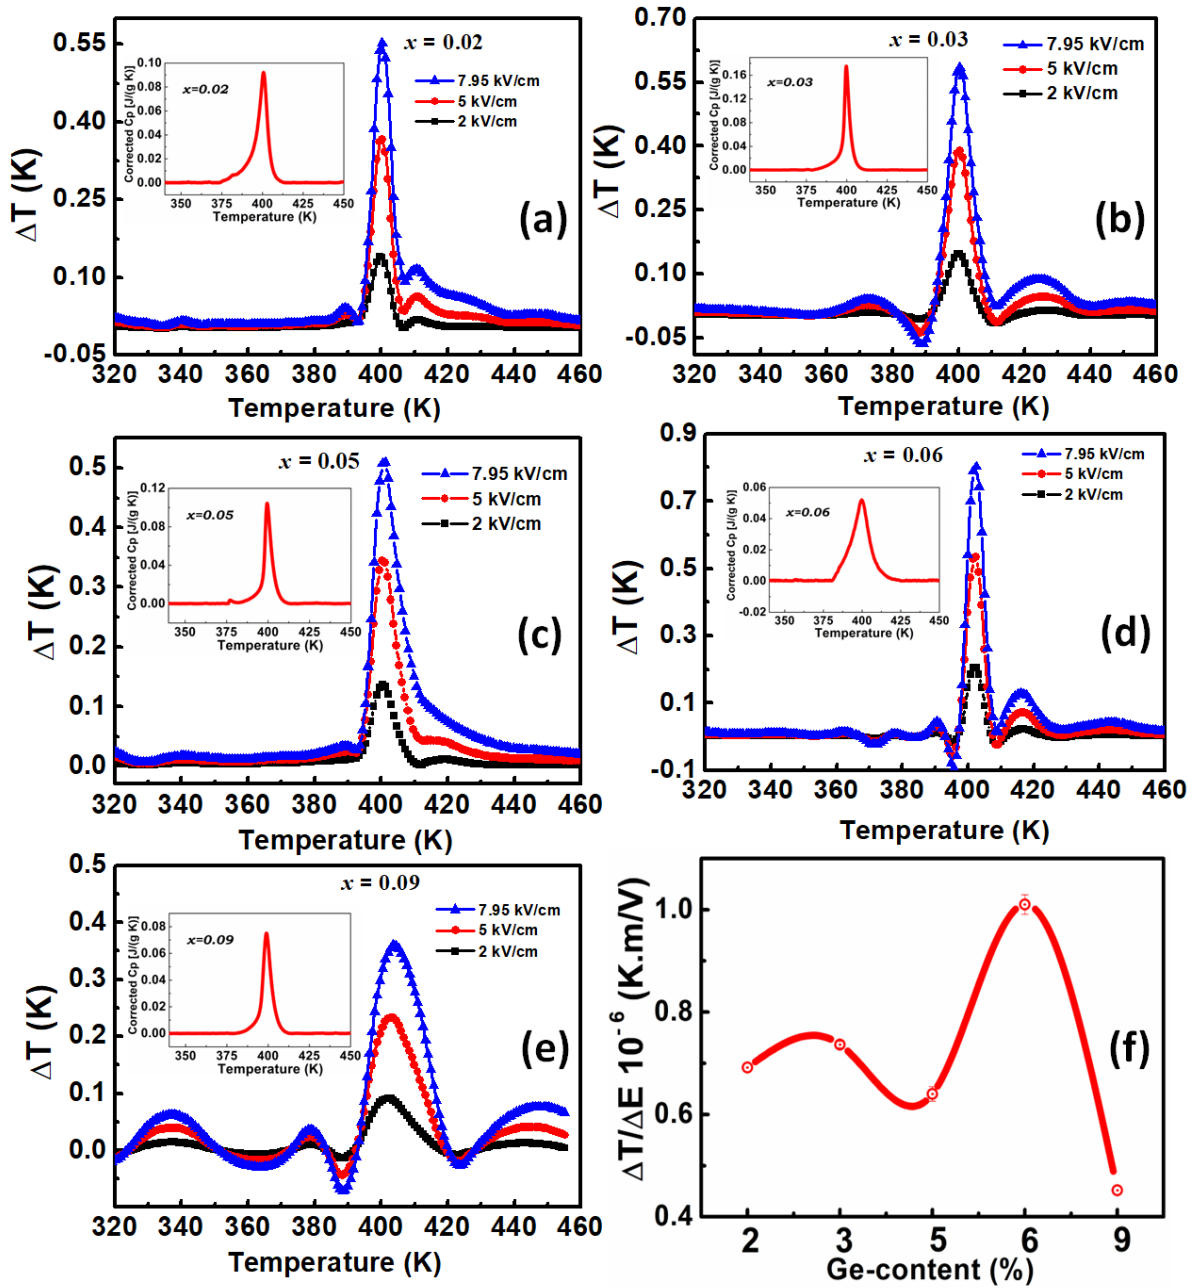 x = 0.02
7.95 kV/cm
5 kV/cm
2 kV/cm
0.55
0.40
0.25
0.10
-0.05
ΔT (K)
320 340 360 380 400 420 440 460
Temperature (K)
(a)
Corrected Cp [J/(g K)]
0.10
0.08
0.06
0.04
0.02
0.00
x=0.02
350 375 400 425 450
Temperature (K)
x = 0.03
7.95 kV/cm
5 kV/cm
2 kV/cm
0.70
0.55
0.40
0.25
0.10
-0.05
ΔT (K)
320 340 360 380 400 420 440 460
Temperature (K)
(b)
Corrected Cp [J/(g K)]
0.16
0.12
0.08
0.04
0.00
x=0.03
350 375 400 425 450
Temperature (K)
x = 0.05
7.95 kV/cm
5 kV/cm
2 kV/cm
0.5
0.4
0.3
0.2
0.1
0.0
ΔT (K)
320 340 360 380 400 420 440 460
Temperature (K)
(c)
Corrected Cp [J/(g K)]
0.12
0.08
0.04
0.00
x=0.05
350 375 400 425 450
Temperature (K)
x = 0.06
7.95 kV/cm
5 kV/cm
2 kV/cm
0.9
0.7
0.5
0.3
0.1
-0.1
ΔT (K)
320 340 360 380 400 420 440 460
Temperature (K)
(d)
Corrected Cp [J/(g K)]
0.06
0.04
0.02
0.00
-0.02
x=0.06
350 375 400 425 450
Temperature (K)
x = 0.09
7.95 kV/cm
5 kV/cm
2 kV/cm
0.5
0.4
0.3
0.2
0.1
0.0
ΔT (K)
320 340 360 380 400 420 440 460
Temperature (K)
(e)
Corrected Cp [J/(g K)]
0.10
0.08
0.06
0.04
0.02
0.00
x=0.09
350 375 400 425 450
Temperature (K)
1.0
0.8
0.6
0.4
ΔT/ΔE 10⁻⁶ (K.m/V)
2 3 5 6 9
Ge-content (%)
(f)